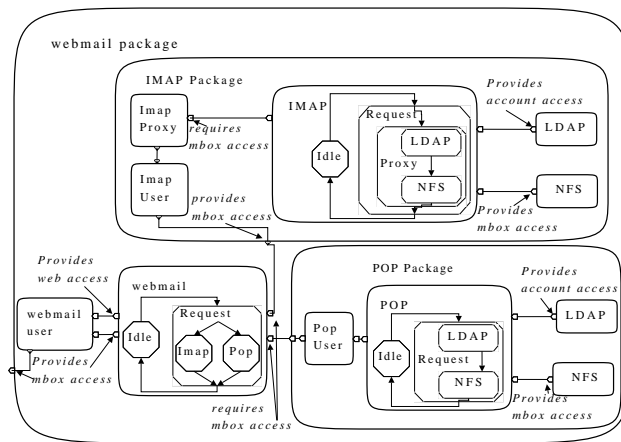 webmail package
IMAP Package
Provides
account access
Imap
Proxy
requires
mbox access
IMAP
Request
LDAP
Idle
Proxy
NFS
LDAP
Imap
User
provides
mbox access
NFS
Provides
mbox access
Provides
web access
webmail
Request
Idle
Imap
Pop
webmail
user
Provides
mbox access
requires
mbox access
POP Package
Provides
account access
Pop
User
POP
LDAP
Idle
Request
NFS
LDAP
NFS
Provides
mbox access